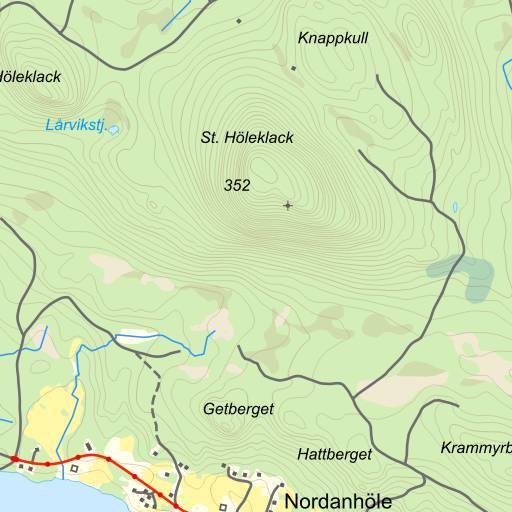 Knappkull
Höleklack
Lårvikstj.
St. Höleklack
352
Getberget
Hattberget
Krammyrb
Nordanhöle